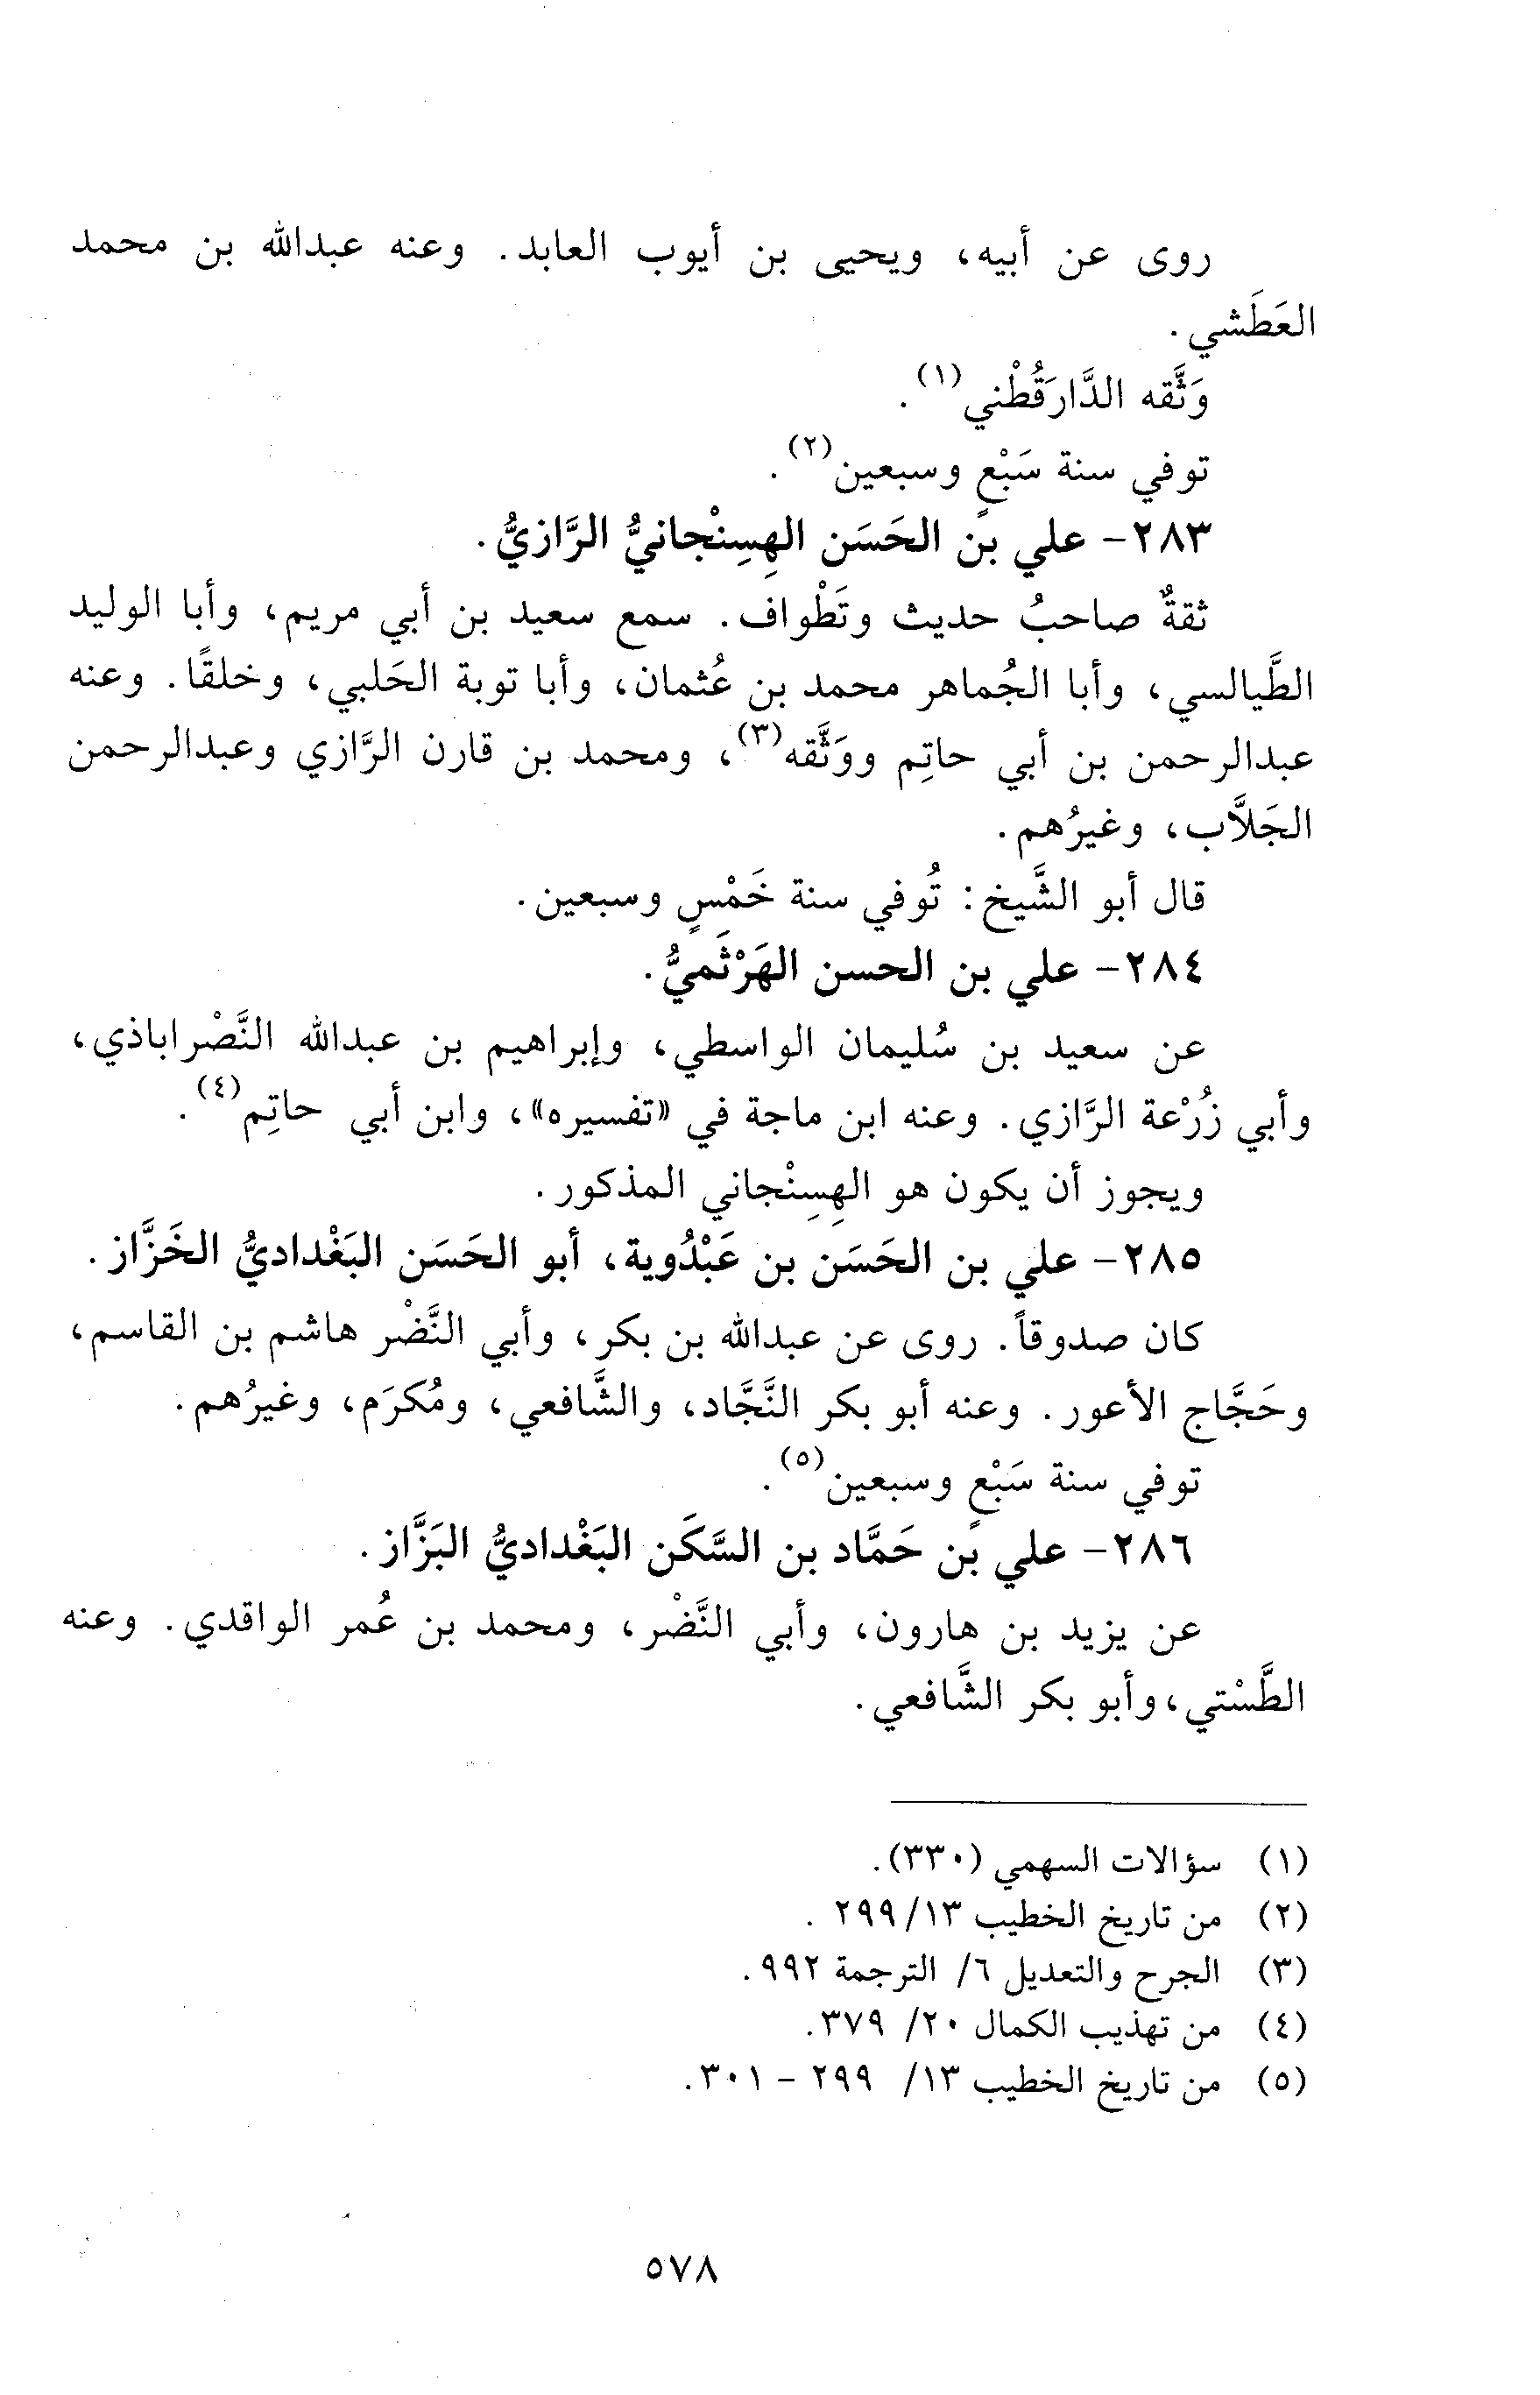 روى عن أبيه، ويحيى بن أيوب العابد. وعنه عبدالله بن محمد
العَطَشي.
وَثَّقه الدَّارَقُطْني(١).
توفي سنة سَبْعٍ وسبعين(٢).
٢٨٣- علي بن الحَسَن الهِسِنْجانيُّ الرَّازيُّ.
ثقةٌ صاحبُ حديث وتَطْواف. سمع سعيد بن أبي مريم، وأبا الوليد
الطَّيالسي، وأبا الجُماهر محمد بن عُثمان، وأبا توبة الحَلبي، وخلقًا. وعنه
عبدالرحمن بن أبي حاتِم ووَثَّقه(٣)، ومحمد بن قارن الرَّازي وعبدالرحمن
الجَلاَّب، وغيرُهم.
قال أبو الشَّيخ: تُوفي سنة خَمْسٍ وسبعين.
٢٨٤- علي بن الحسن الهَرْثَميُّ.
عن سعيد بن سُليمان الواسطي، وإبراهيم بن عبدالله النَّصْراباذي،
وأبي زُرْعة الرَّازي. وعنه ابن ماجة في «تفسيره»، وابن أبي حاتِم(٤).
ويجوز أن يكون هو الهِسِنْجاني المذكور.
٢٨٥- علي بن الحَسَن بن عَبْدُوية، أبو الحَسَن البَغْداديُّ الخَزَّاز.
كان صدوقاً. روى عن عبدالله بن بكر، وأبي النَّضْر هاشم بن القاسم،
وحَجَّاج الأعور. وعنه أبو بكر النَّجَّاد، والشَّافعي، ومُكرَم، وغيرُهم.
توفي سنة سَبْعٍ وسبعين(٥).
٢٨٦- علي بن حَمَّاد بن السَّكَن البَغْداديُّ البَزَّاز.
عن يزيد بن هارون، وأبي النَّضْر، ومحمد بن عُمر الواقدي. وعنه
الطَّسْتي، وأبو بكر الشَّافعي.
(١) سؤالات السهمي (٣٣٠).
(٢) من تاريخ الخطيب ١٣/ ٢٩٩ .
(٣) الجرح والتعديل ٦/ الترجمة ٩٩٢.
(٤) من تهذيب الكمال ٢٠/ ٣٧٩.
(٥) من تاريخ الخطيب ١٣/ ٢٩٩ - ٣٠١.
٥٧٨